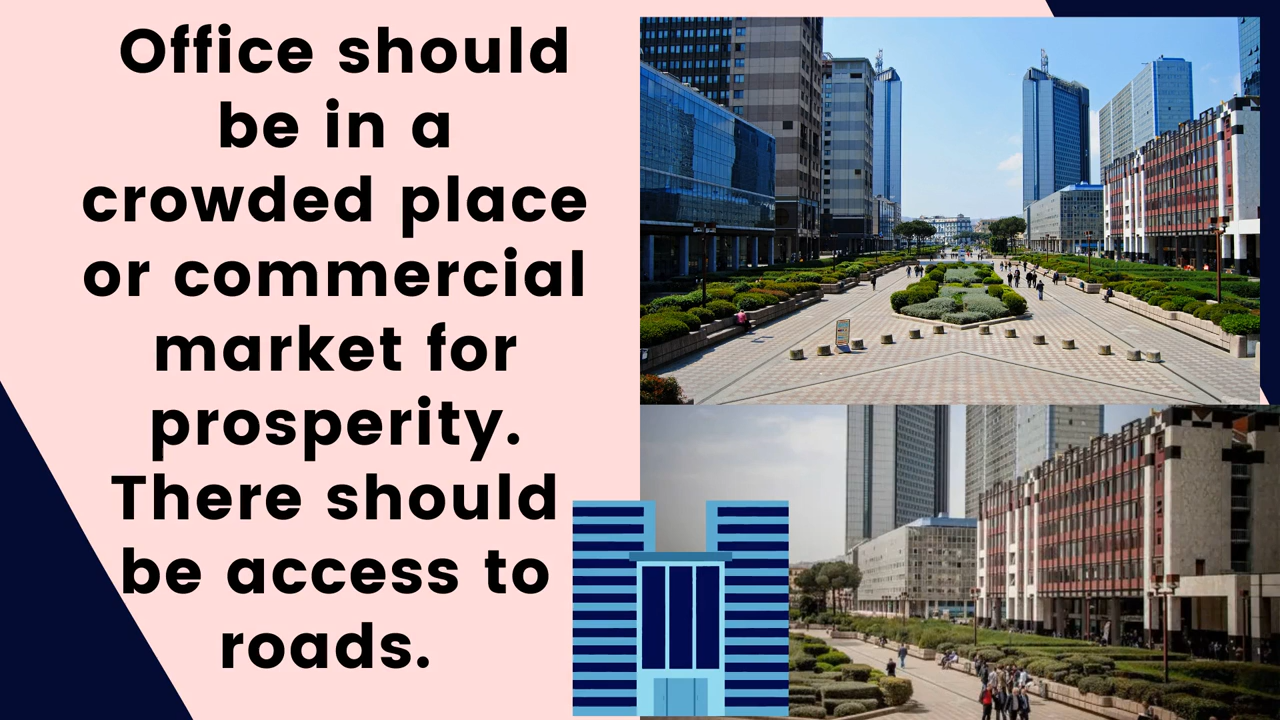 Office should
be in a
crowded place
or commercial
market for
prosperity.
There should
be access to
roads.